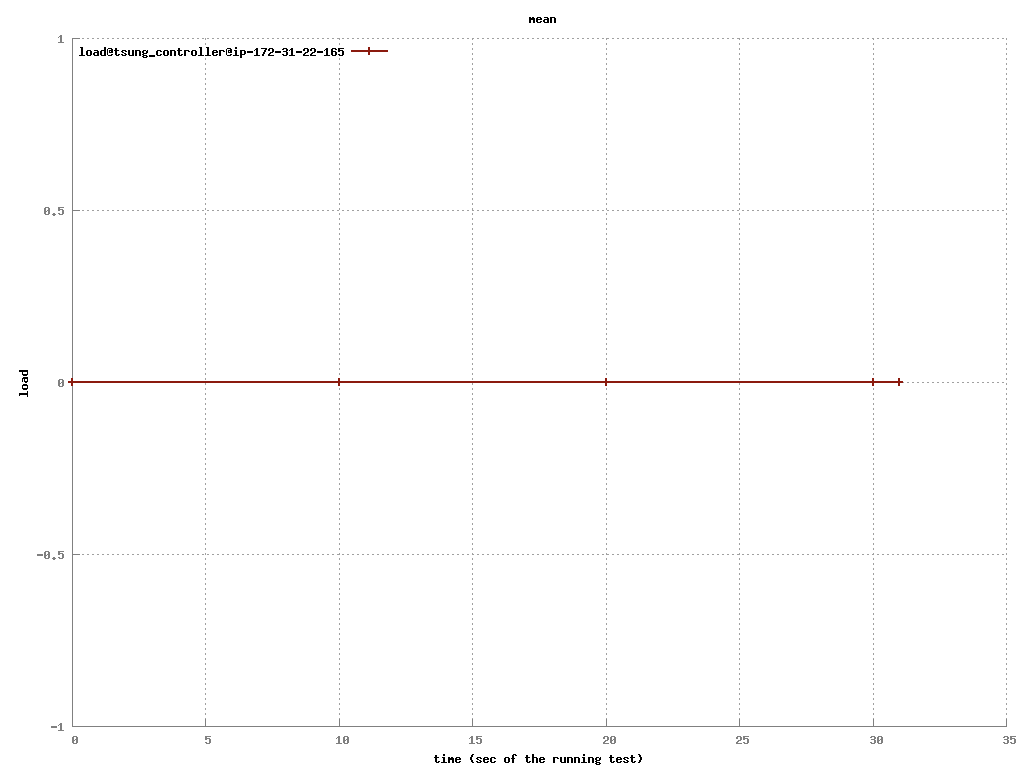 mean
load@tsung_controller@ip-172-31-22-165
1
0.5
0
-0.5
-1
load
0 5 10 15 20 25 30 35
time (sec of the running test)